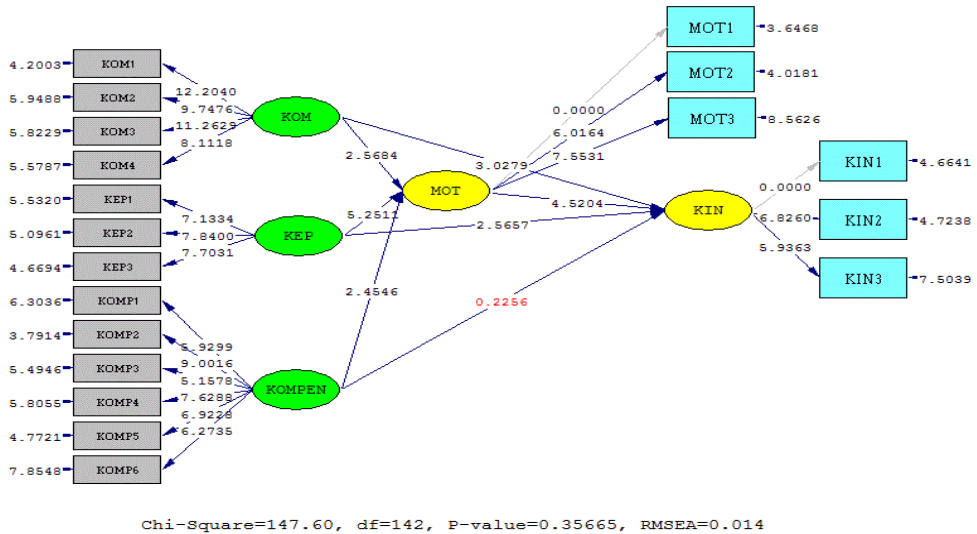 MOT1 3.6468
4.2003 KOM1
MOT2 4.0181
5.9488 KOM2
12.2040
9.7476
KOM
0.0000
MOT3 8.5626
5.8229 KOM3
11.2629
6.0164
8.1118
2.5684
7.5531
5.5787 KOM4
3.0279
KIN1 4.6641
MOT
0.0000
5.5320 KEP1
4.5204
KIN
7.1334
5.2511
6.8260
KIN2 4.7238
5.0961 KEP2
7.8400
KEP
2.5657
7.7031
5.9363
4.6694 KEP3
KIN3 7.5039
2.4546
6.3036 KOMP1
0.2256
3.7914 KOMP2
5.9299
9.0016
5.4946 KOMP3
5.1578
KOMPEN
7.6288
5.8055 KOMP4
6.9228
6.2735
4.7721 KOMP5
7.8548 KOMP6
Chi-Square=147.60, df=142, P-value=0.35665, RMSEA=0.014